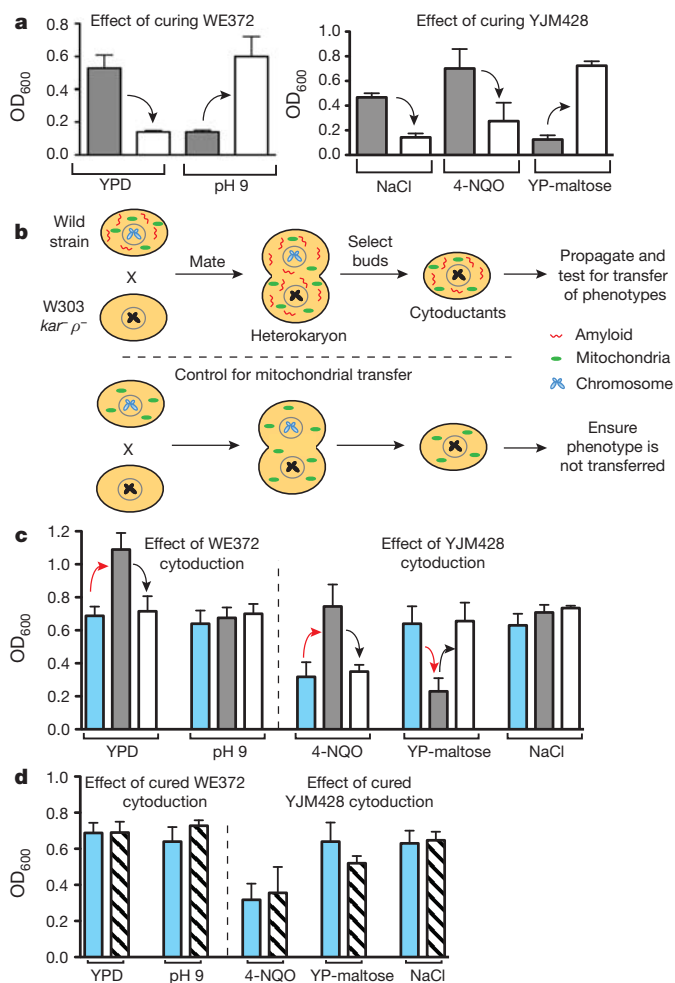 a
Effect of curing WE372
OD600
0.8
0.6
0.4
0.2
0
YPD
pH 9
Effect of curing YJM428
OD600
1.0
0.8
0.6
0.4
0.2
0
NaCl
4-NQO
YP-maltose
b
Wild
strain
X
W303
kar– ρ–
Mate
Heterokaryon
Select
buds
Cytoductants
Propagate and
test for transfer
of phenotypes
Amyloid
Mitochondria
Chromosome
Control for mitochondrial transfer
X
Ensure
phenotype is
not transferred
c
Effect of WE372
cytoduction
Effect of YJM428
cytoduction
OD600
1.2
1.0
0.8
0.6
0.4
0.2
0.0
YPD
pH 9
4-NQO
YP-maltose
NaCl
d
Effect of cured WE372
cytoduction
Effect of cured
YJM428 cytoduction
OD600
1.0
0.8
0.6
0.4
0.2
0.0
YPD
pH 9
4-NQO
YP-maltose
NaCl